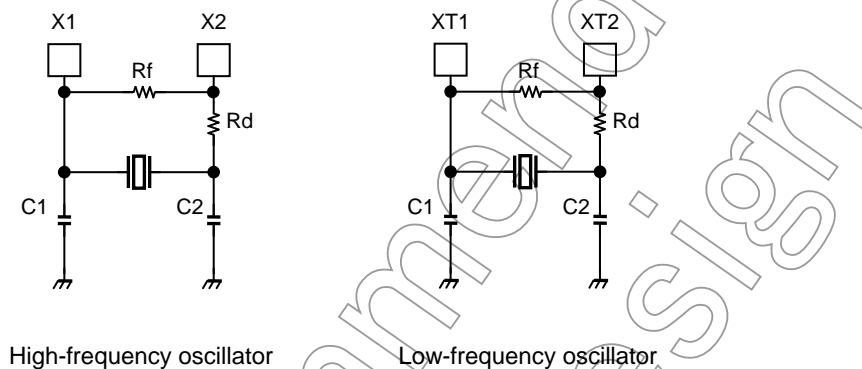 X1 X2 XT1 XT2
Rf Rf
Rd Rd
C1 C2 C1 C2
High-frequency oscillator Low-frequency oscillator